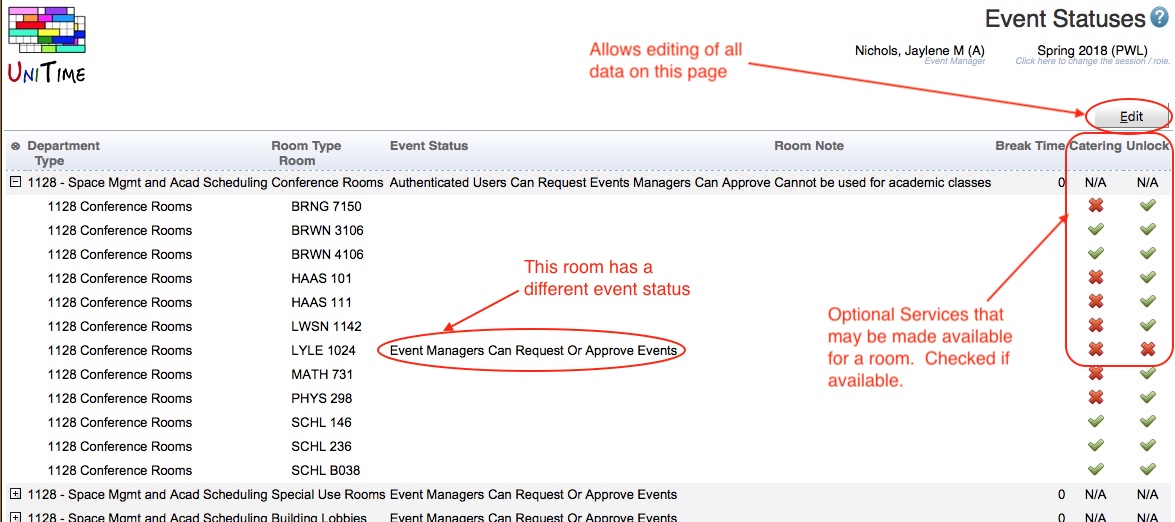 Event Statuses ?
UNITIME
Allows editing of all
data on this page
Nichols, Jaylene M (A) Spring 2018 (PWL)
Event Manager Click here to change the session / role.
Edit
Department Room Type Event Status Room Note Break Time Catering Unlock
Type Room
1128 - Space Mgmt and Acad Scheduling Conference Rooms Authenticated Users Can Request Events Managers Can Approve Cannot be used for academic classes 0 N/A N/A
1128 Conference Rooms BRNG 7150
1128 Conference Rooms BRWN 3106
1128 Conference Rooms BRWN 4106
This room has a
different event status
1128 Conference Rooms HAAS 101
1128 Conference Rooms HAAS 111
Optional Services that
may be made available
for a room. Checked if
available.
1128 Conference Rooms LWSN 1142
1128 Conference Rooms LYLE 1024 Event Managers Can Request Or Approve Events
1128 Conference Rooms MATH 731
1128 Conference Rooms PHYS 298
1128 Conference Rooms SCHL 146
1128 Conference Rooms SCHL 236
1128 Conference Rooms SCHL B038
1128 - Space Mgmt and Acad Scheduling Special Use Rooms Event Managers Can Request Or Approve Events 0 N/A N/A
1128 - Space Mgmt and Acad Scheduling Building Lobbies Event Managers Can Request Or Approve Events 0 N/A N/A